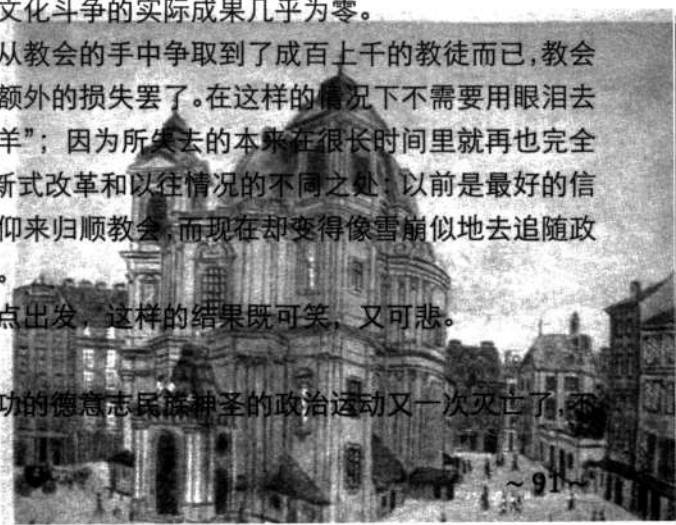 文化斗争的实际成果几乎为零。
从教会的手中争取到了成百上千的教徒而已,教会
额外的损失罢了。在这样的情况下不需要用眼泪去
羊”；因为所失去的本来在很长时间里就再也完全
新式改革和以往情况的不同之处：以前是最好的信
仰来归顺教会,而现在却变得像雪崩似地去追随政
。
点出发，这样的结果既可笑，又可悲。
功的德意志民族神圣的政治运动又一次灭亡了,不
~91~